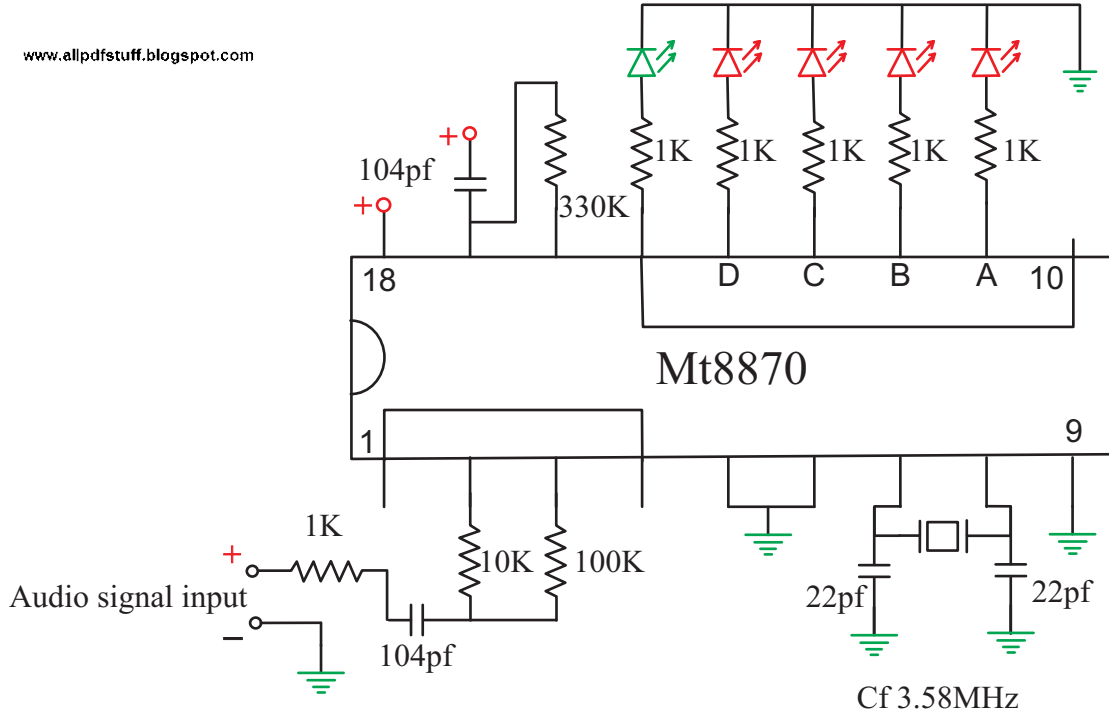 www.allpdfstuff.blogspot.com
+
104pf
+
330K
1K
1K
1K
1K
1K
18
D
C
B
A
10
Mt8870
1
9
1K
+
10K
100K
Audio signal input
−
104pf
22pf
22pf
Cf 3.58MHz